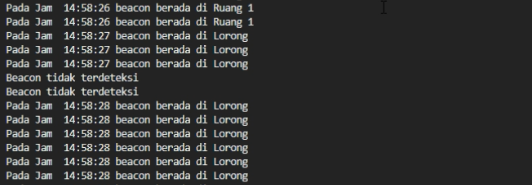 Pada Jam  14:58:26 beacon berada di Ruang 1
Pada Jam  14:58:26 beacon berada di Ruang 1
Pada Jam  14:58:27 beacon berada di Lorong
Pada Jam  14:58:27 beacon berada di Lorong
Pada Jam  14:58:27 beacon berada di Lorong
Beacon tidak terdeteksi
Beacon tidak terdeteksi
Pada Jam  14:58:28 beacon berada di Lorong
Pada Jam  14:58:28 beacon berada di Lorong
Pada Jam  14:58:28 beacon berada di Lorong
Pada Jam  14:58:28 beacon berada di Lorong
Pada Jam  14:58:28 beacon berada di Lorong
Pada Jam  14:58:28 beacon berada di Lorong